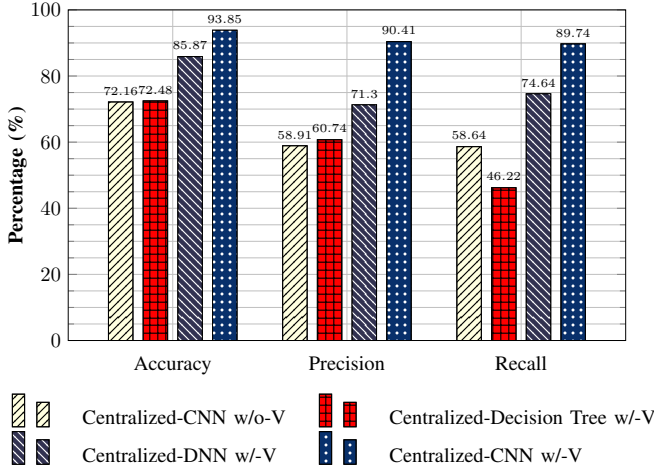 100
80
60
40
20
0
Percentage (%)
72.16 72.48 85.87 93.85
58.91 60.74 71.3 90.41
58.64 46.22 74.64 89.74
Accuracy Precision Recall
Centralized-CNN w/o-V Centralized-Decision Tree w/-V
Centralized-DNN w/-V Centralized-CNN w/-V